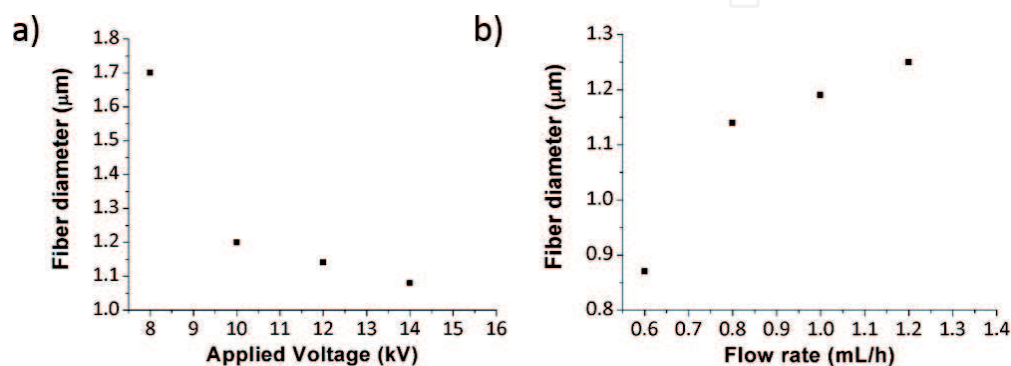 a)
Fiber diameter (μm)
1.8
1.7
1.6
1.5
1.4
1.3
1.2
1.1
1.0
8 9 10 11 12 13 14 15 16
Applied Voltage (kV)
b)
Fiber diameter (μm)
1.3
1.2
1.1
1.0
0.9
0.8
0.6 0.7 0.8 0.9 1.0 1.1 1.2 1.3 1.4
Flow rate (mL/h)